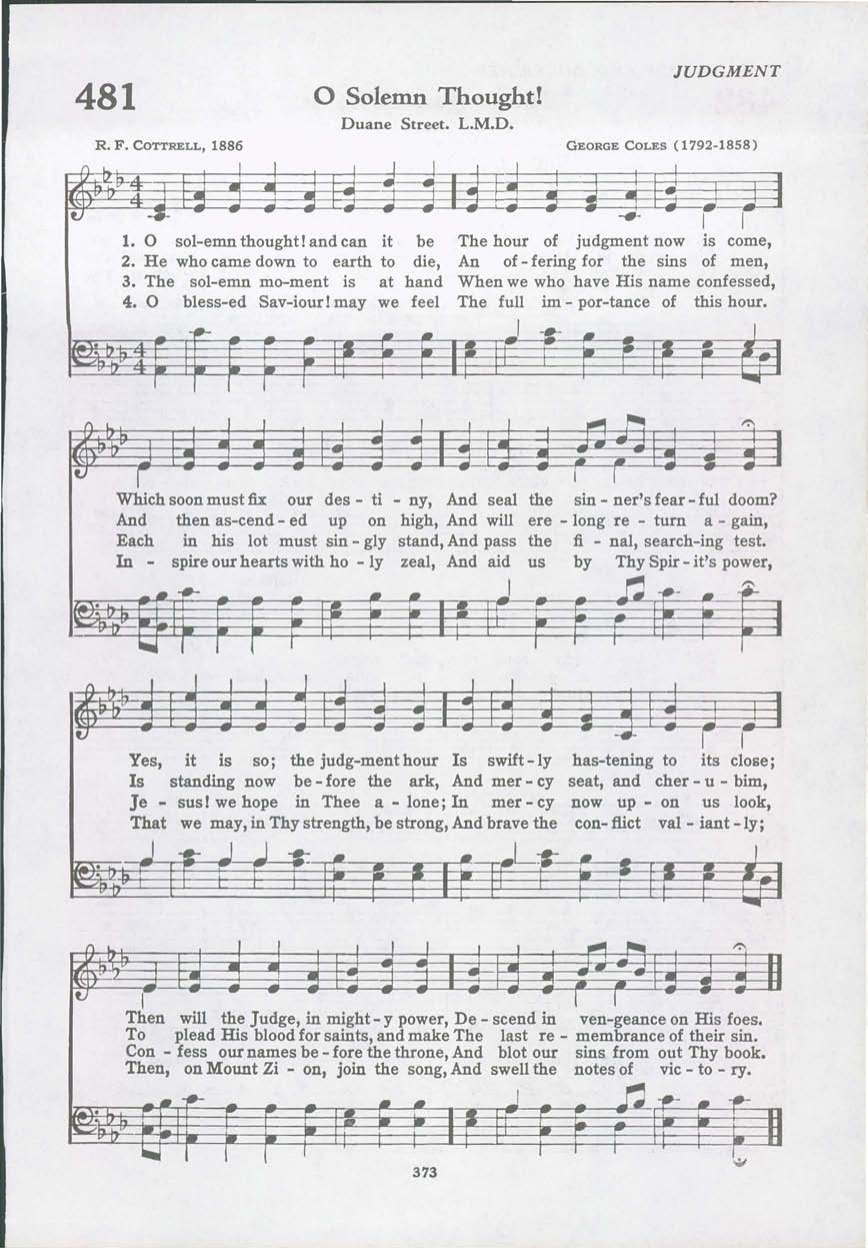 JUDGMENT
481
O Solemn Thought!
Duane Street. L.M.D.
R. F. COTTRELL, 1886 GEORGE COLES (1792-1858)
4
4
1. O sol-emn thought! and can it be The hour of judgment now is come,
2. He who came down to earth to die, An of-fering for the sins of men,
3. The sol-emn mo-ment is at hand When we who have His name confessed,
4. O bless-ed Sav-iour! may we feel The full im-por-tance of this hour.
4
4
Which soon must fix our des-ti-ny, And seal the sin-ner's fear-ful doom?
And then as-cend-ed up on high, And will ere-long re-turn a-gain,
Each in his lot must sin-gly stand, And pass the fi-nal, search-ing test.
In-spire our hearts with ho-ly zeal, And aid us by Thy Spir-it's power,
Yes, it is so; the judg-ment hour Is swift-ly has-tening to its close;
Is standing now be-fore the ark, And mer-cy seat, and cher-u-bim,
Je-sus! we hope in Thee a-lone; In mer-cy now up-on us look,
That we may, in Thy strength, be strong, And brave the con-flict val-iant-ly;
Then will the Judge, in might-y power, De-scend in ven-geance on His foes.
To plead His blood for saints, and make The last re-membrance of their sin.
Con-fess our names be-fore the throne, And blot our sins from out Thy book.
Then, on Mount Zi-on, join the song, And swell the notes of vic-to-ry.
373